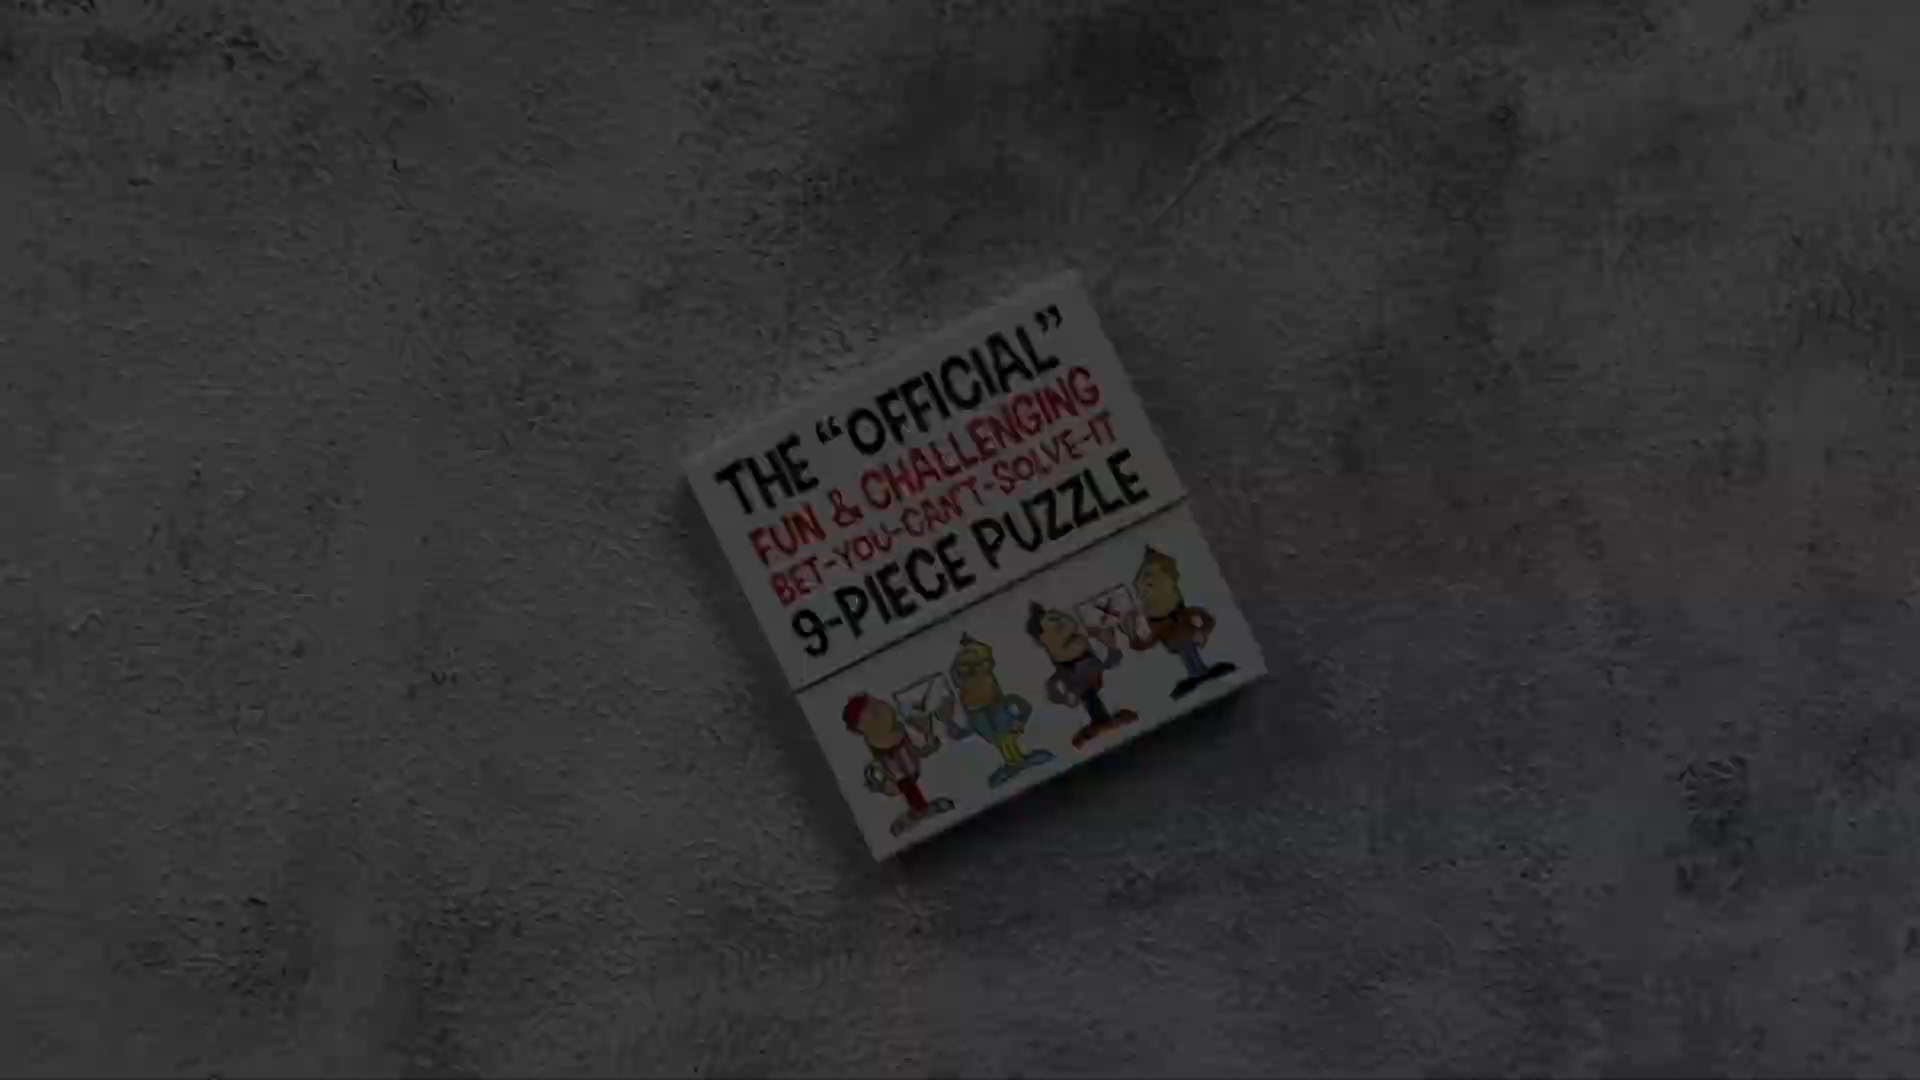 THE “OFFICIAL”
FUN & CHALLENGING
BET-YOU-CAN'T-SOLVE-IT
9-PIECE PUZZLE